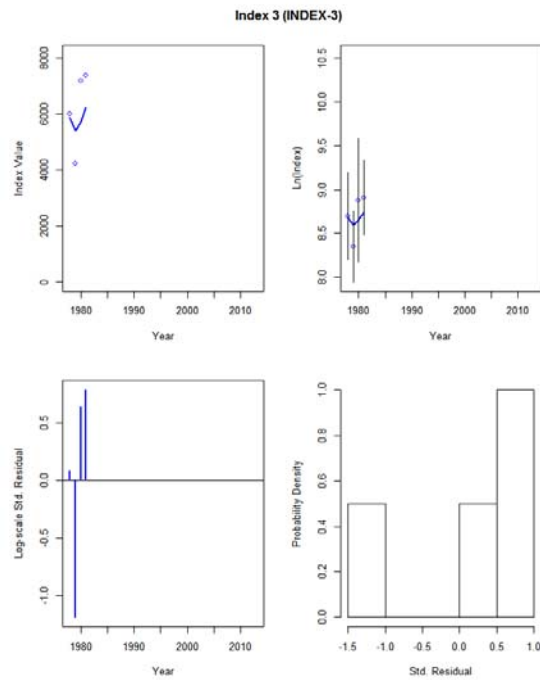 Index 3 (INDEX-3)
8000
6000
4000
2000
0
Index Value
1980 1990 2000 2010
Year
10.5
10.0
9.5
9.0
8.5
8.0
Ln(Index)
1980 1990 2000 2010
Year
0.5
0.0
-0.5
-1.0
Log-scale Std. Residual
1980 1990 2000 2010
Year
1.0
0.8
0.6
0.4
0.2
0.0
Probability Density
-1.5 -1.0 -0.5 0.0 0.5 1.0
Std. Residual